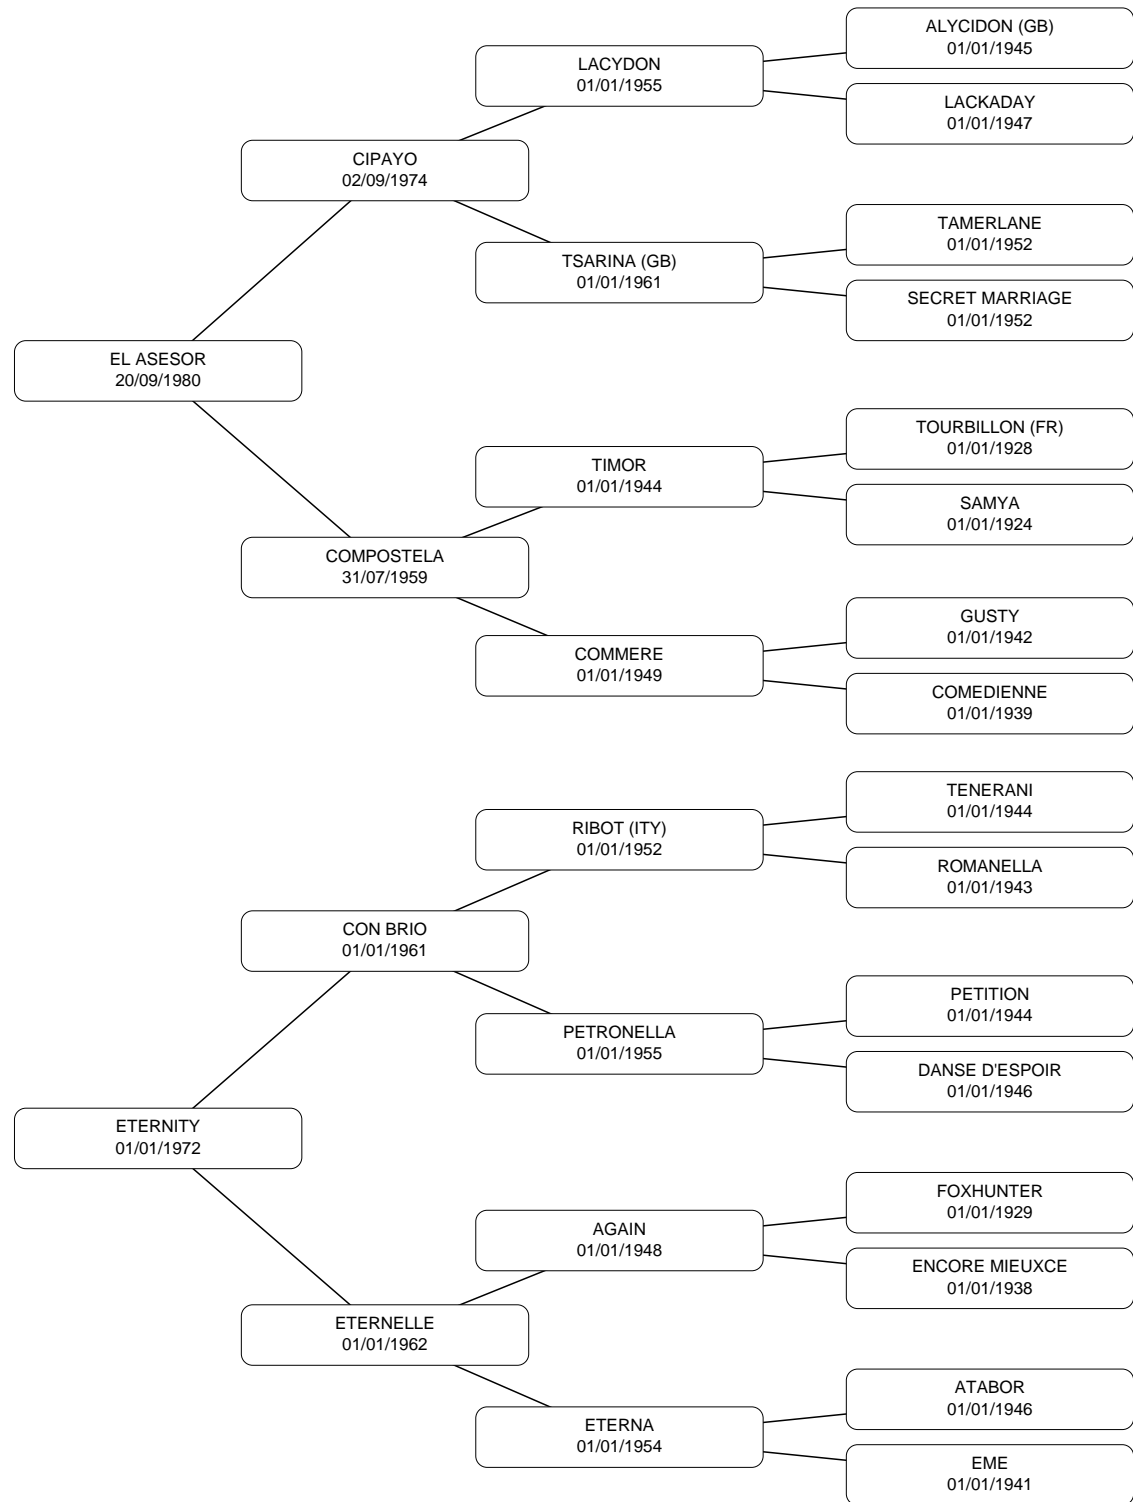 ALYCIDON (GB)
01/01/1945
LACYDON
01/01/1955
LACKADAY
01/01/1947
CIPAYO
02/09/1974
TAMERLANE
01/01/1952
TSARINA (GB)
01/01/1961
SECRET MARRIAGE
01/01/1952
EL ASESOR
20/09/1980
TOURBILLON (FR)
01/01/1928
TIMOR
01/01/1944
SAMYA
01/01/1924
COMPOSTELA
31/07/1959
GUSTY
01/01/1942
COMMERE
01/01/1949
COMEDIENNE
01/01/1939
TENERANI
01/01/1944
RIBOT (ITY)
01/01/1952
ROMANELLA
01/01/1943
CON BRIO
01/01/1961
PETITION
01/01/1944
PETRONELLA
01/01/1955
DANSE D'ESPOIR
01/01/1946
ETERNITY
01/01/1972
FOXHUNTER
01/01/1929
AGAIN
01/01/1948
ENCORE MIEUXCE
01/01/1938
ETERNELLE
01/01/1962
ATABOR
01/01/1946
ETERNA
01/01/1954
EME
01/01/1941